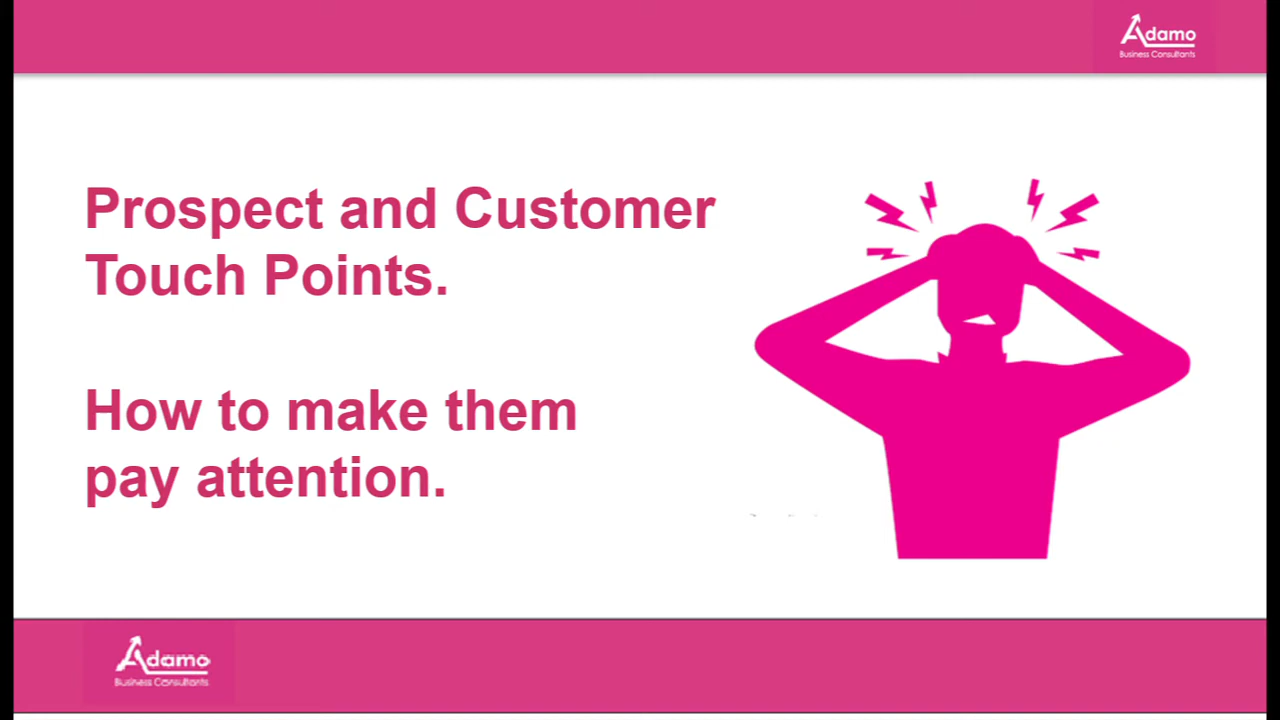 Adamo
Business Consultants
Prospect and Customer
Touch Points.
How to make them
pay attention.
Adamo
Business Consultants